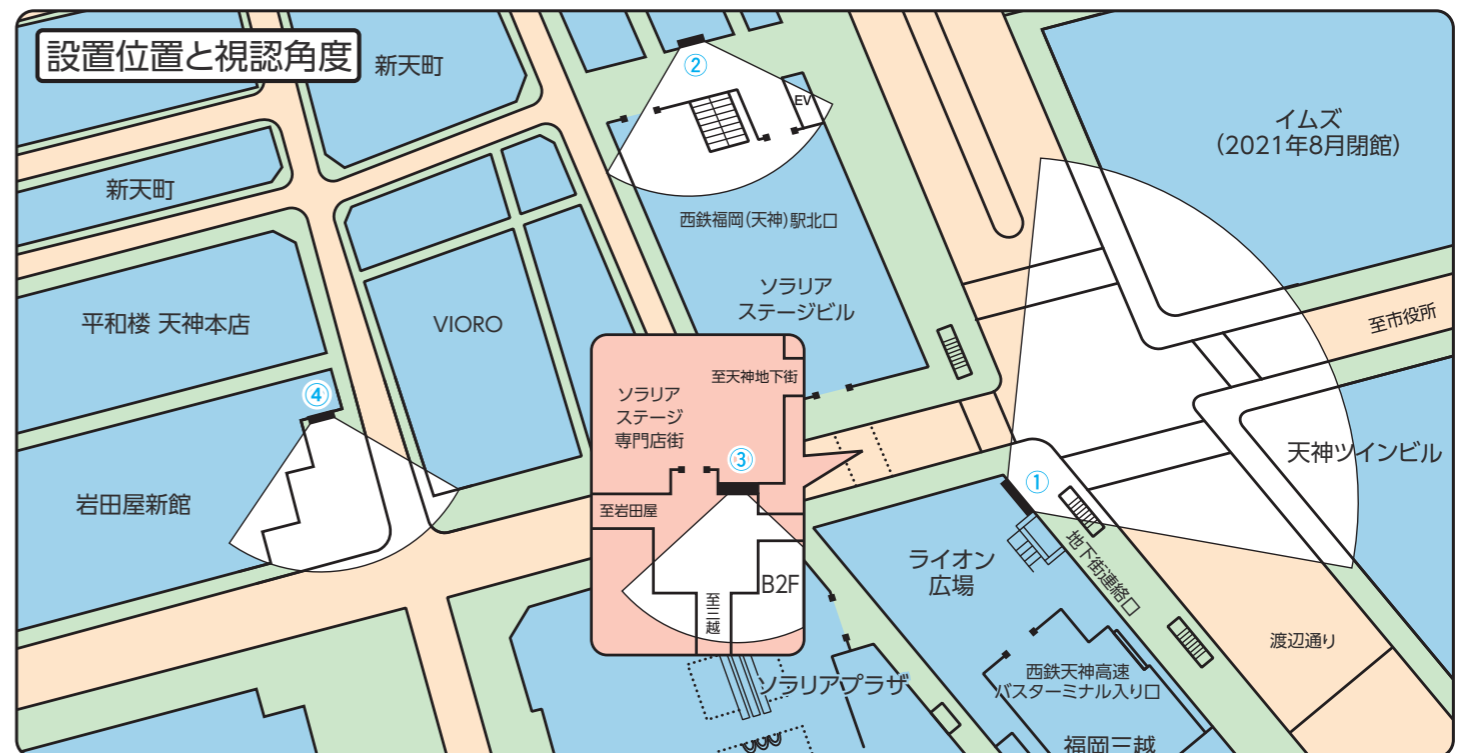 設置位置と視認角度
新天町
②
EV
イムズ
(2021年8月閉館)
新天町
西鉄福岡(天神)駅北口
ソラリア
ステージビル
平和楼 天神本店
VIORO
至市役所
④
ソラリア
ステージ
専門店街
至天神地下街
③
至岩田屋
B2F
至三越
岩田屋新館
①
天神ツインビル
ライオン
広場
地下街連絡口
渡辺通り
西鉄天神高速
バスターミナル入り口
ソラリアプラザ
福岡三越